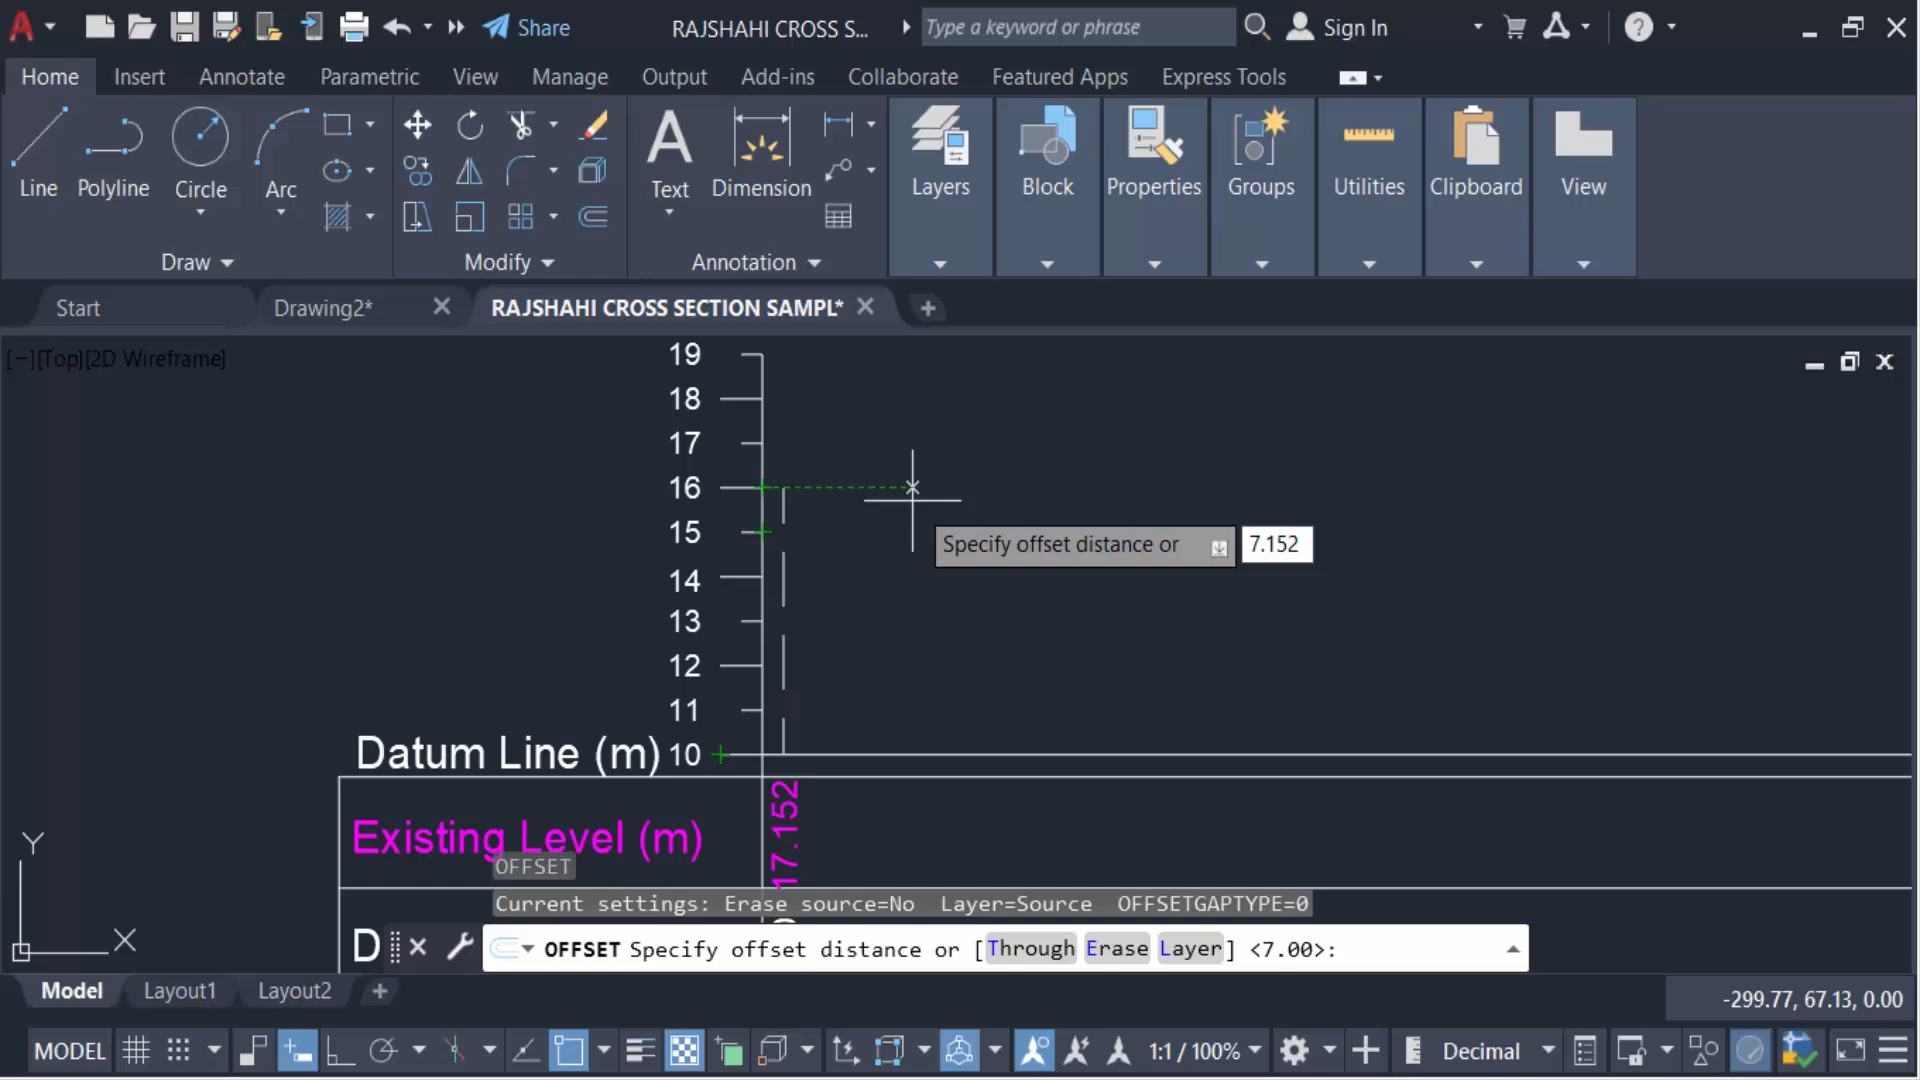 Share
RAJSHAHI CROSS S...
Type a keyword or phrase
Sign In
Home
Insert
Annotate
Parametric
View
Manage
Output
Add-ins
Collaborate
Featured Apps
Express Tools
Line
Polyline
Circle
Arc
Text
Dimension
Layers
Block
Properties
Groups
Utilities
Clipboard
View
Draw
Modify
Annotation
Start
Drawing2*
RAJSHAHI CROSS SECTION SAMPL*
[−][Top][2D Wireframe]
19
18
17
16
15
Specify offset distance or
7.152
14
13
12
11
Datum Line (m)
10
Existing Level (m)
17.152
OFFSET
Current settings: Erase source=No Layer=Source OFFSETGAPTYPE=0
D
OFFSET Specify offset distance or [Through Erase Layer] <7.00>:
Y
X
Model
Layout1
Layout2
-299.77, 67.13, 0.00
MODEL
1:1 / 100%
Decimal